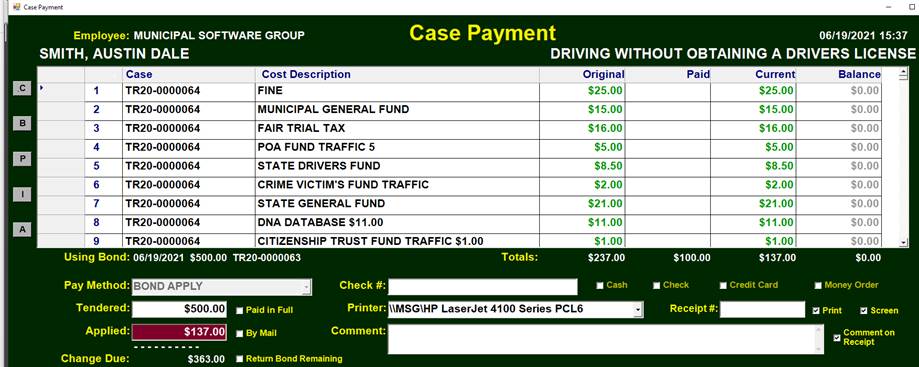 Case Payment
Employee: MUNICIPAL SOFTWARE GROUP Case Payment 06/19/2021 15:37
SMITH, AUSTIN DALE DRIVING WITHOUT OBTAINING A DRIVERS LICENSE
Case Cost Description Original Paid Current Balance
C 1 TR20-0000064 FINE $25.00 $25.00 $0.00
2 TR20-0000064 MUNICIPAL GENERAL FUND $15.00 $15.00 $0.00
B 3 TR20-0000064 FAIR TRIAL TAX $16.00 $16.00 $0.00
4 TR20-0000064 POA FUND TRAFFIC 5 $5.00 $5.00 $0.00
P 5 TR20-0000064 STATE DRIVERS FUND $8.50 $8.50 $0.00
6 TR20-0000064 CRIME VICTIM'S FUND TRAFFIC $2.00 $2.00 $0.00
I 7 TR20-0000064 STATE GENERAL FUND $21.00 $21.00 $0.00
8 TR20-0000064 DNA DATABASE $11.00 $11.00 $11.00 $0.00
A 9 TR20-0000064 CITIZENSHIP TRUST FUND TRAFFIC $1.00 $1.00 $1.00 $0.00
Using Bond: 06/19/2021 $500.00 TR20-0000063 Totals: $237.00 $100.00 $137.00 $0.00
Pay Method: BOND APPLY Check #: Cash Check Credit Card Money Order
Tendered: $500.00 Paid in Full Printer: \\MSG\HP LaserJet 4100 Series PCL6 Receipt #: Print Screen
Applied: $137.00 By Mail Comment: Comment on Receipt
Change Due: $363.00 Return Bond Remaining